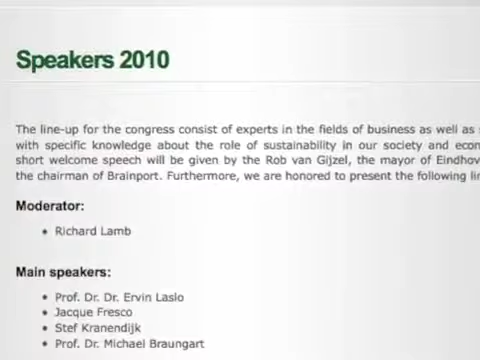 Speakers 2010
The line-up for the congress consist of experts in the fields of business as well as
with specific knowledge about the role of sustainability in our society and
short welcome speech will be given by the Rob van Gijzel, the mayor of
the chairman of Brainport. Furthermore, we are honored to present the following
Moderator:
• Richard Lamb
Main speakers:
• Prof. Dr. Dr. Ervin Laslo
• Jacque Fresco
• Stef Kranendijk
• Prof. Dr. Michael Braungart